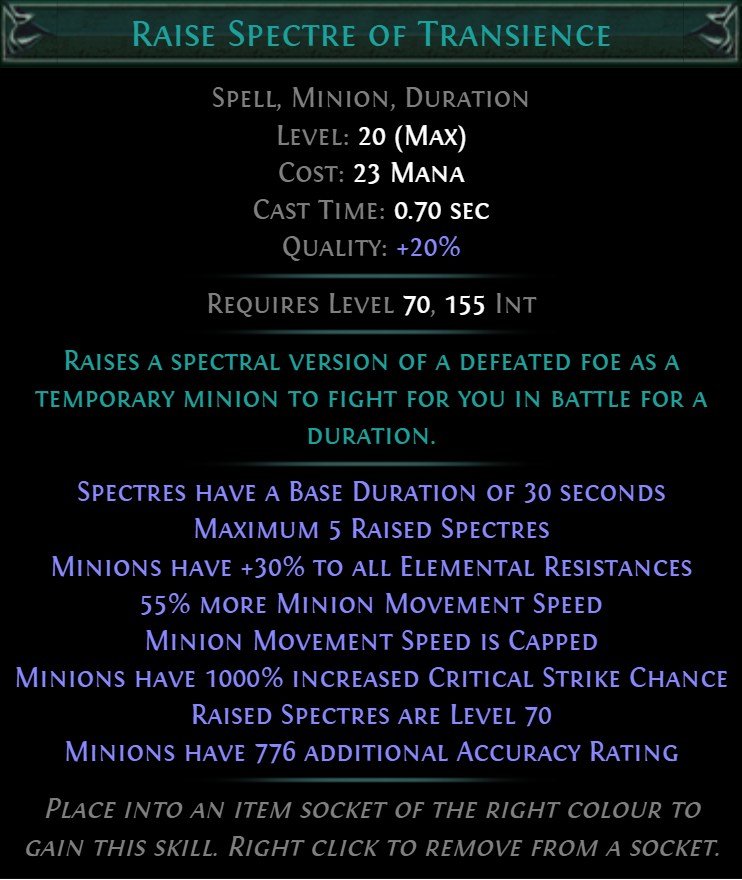 Raise Spectre of Transience
Spell, Minion, Duration
Level: 20 (Max)
Cost: 23 Mana
Cast Time: 0.70 sec
Quality: +20%
Requires Level 70, 155 Int
Raises a spectral version of a defeated foe as a
temporary minion to fight for you in battle for a
duration.
Spectres have a Base Duration of 30 seconds
Maximum 5 Raised Spectres
Minions have +30% to all Elemental Resistances
55% more Minion Movement Speed
Minion Movement Speed is Capped
Minions have 1000% increased Critical Strike Chance
Raised Spectres are Level 70
Minions have 776 additional Accuracy Rating
Place into an item socket of the right colour to
gain this skill. Right click to remove from a socket.